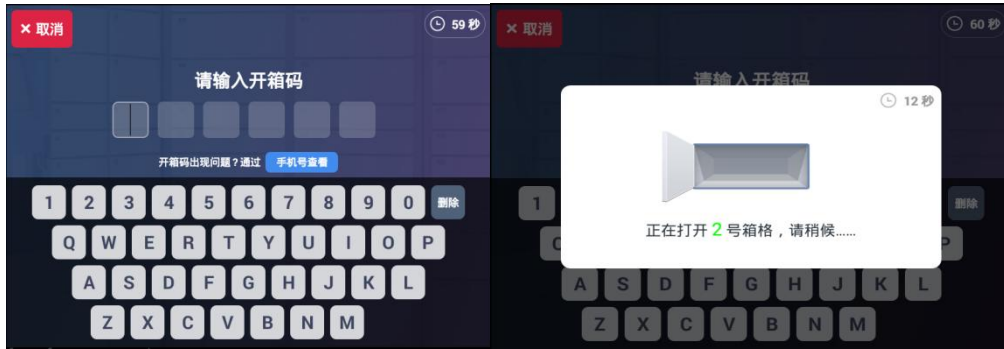 × 取消
59 秒
请输入开箱码
开箱码出现问题？通过 手机号查看
1 2 3 4 5 6 7 8 9 0 删除
Q W E R T Y U I O P
A S D F G H J K L
Z X C V B N M
× 取消
60 秒
请输入开箱码
12 秒
正在打开 2 号箱格，请稍候......
1 删除
P
A S D F G H J K L
Z X C V B N M